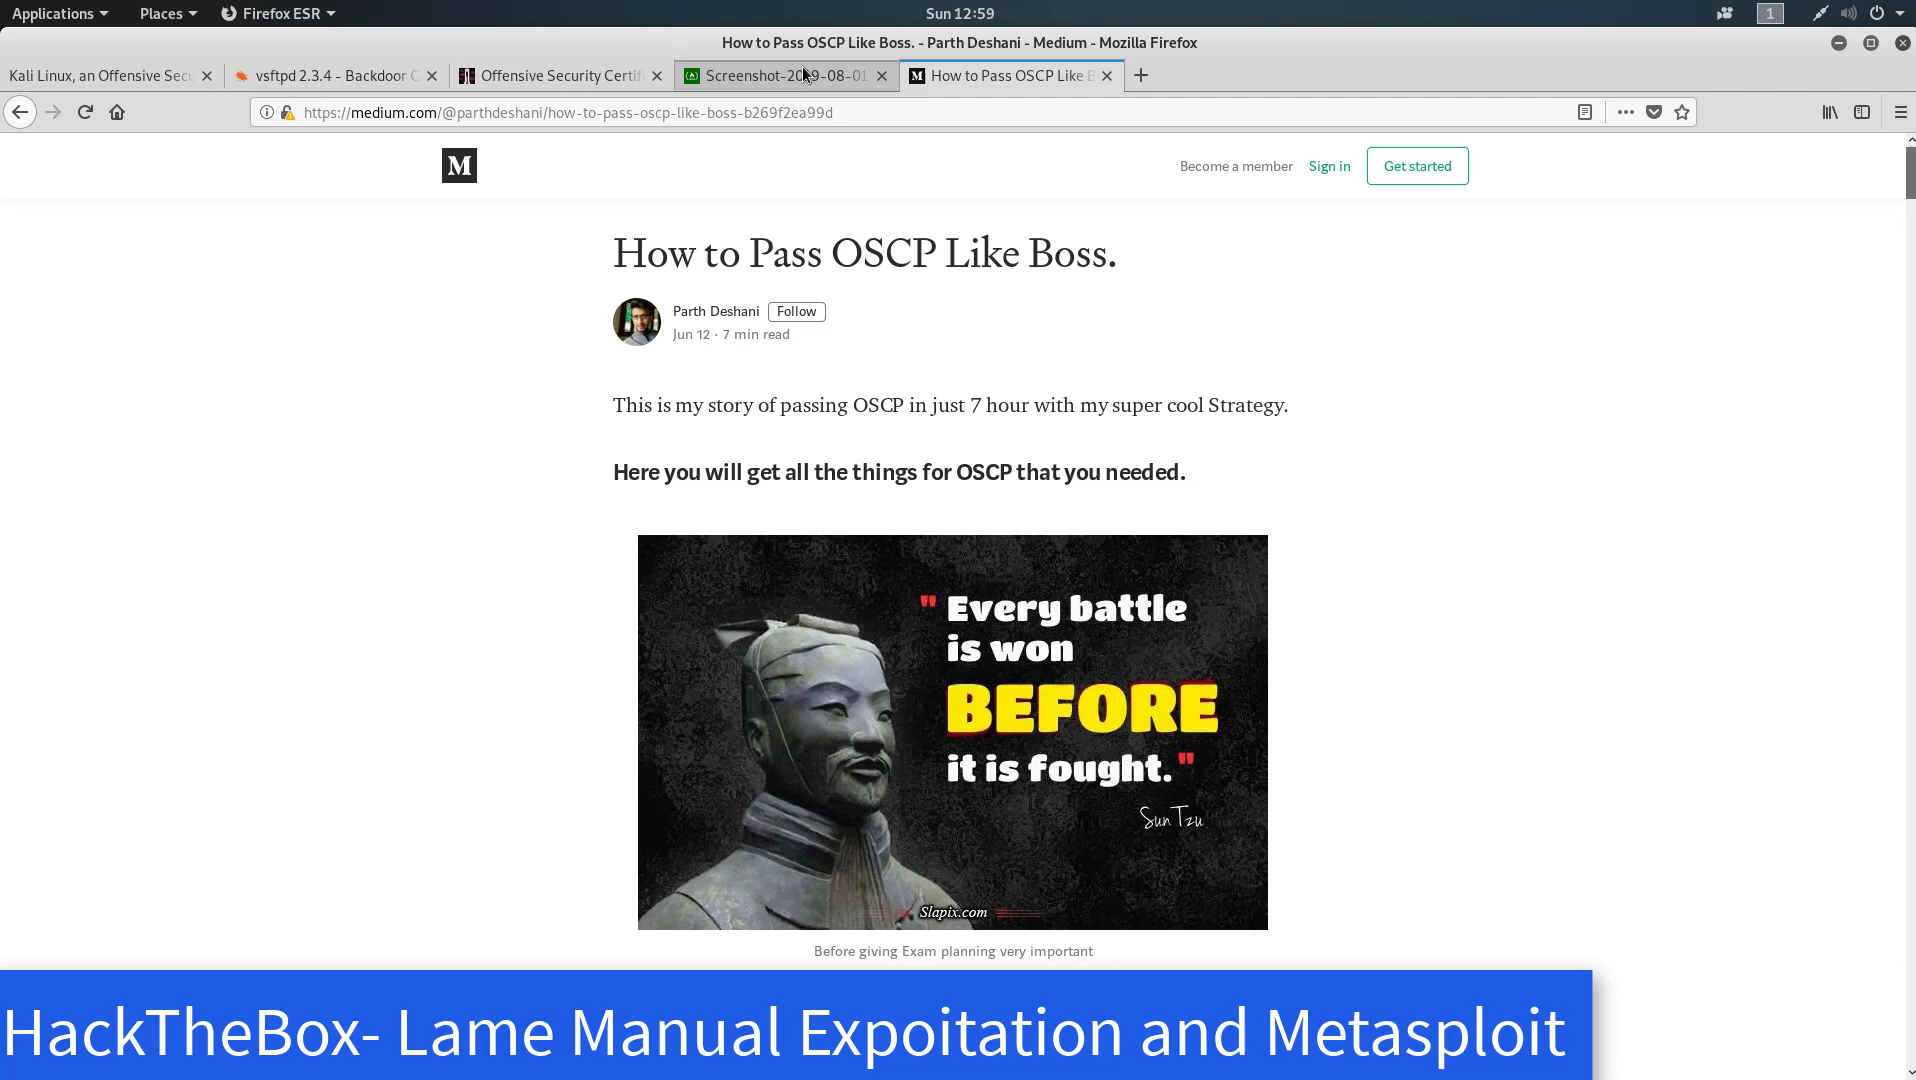 Applications Places Firefox ESR Sun 12:59 1
How to Pass OSCP Like Boss. - Parth Deshani - Medium - Mozilla Firefox
Kali Linux, an Offensive Sec vsftpd 2.3.4 - Backdoor C Offensive Security Certifi Screenshot-2019-08-01 How to Pass OSCP Like B
https://medium.com/@parthdeshani/how-to-pass-oscp-like-boss-b269f2ea99d
M Become a member Sign in Get started
How to Pass OSCP Like Boss.
Parth Deshani Follow
Jun 12 · 7 min read
This is my story of passing OSCP in just 7 hour with my super cool Strategy.
Here you will get all the things for OSCP that you needed.
" Every battle
is won
BEFORE
it is fought."
Sun Tzu
Slapix.com
Before giving Exam planning very important
HackTheBox- Lame Manual Expoitation and Metasploit